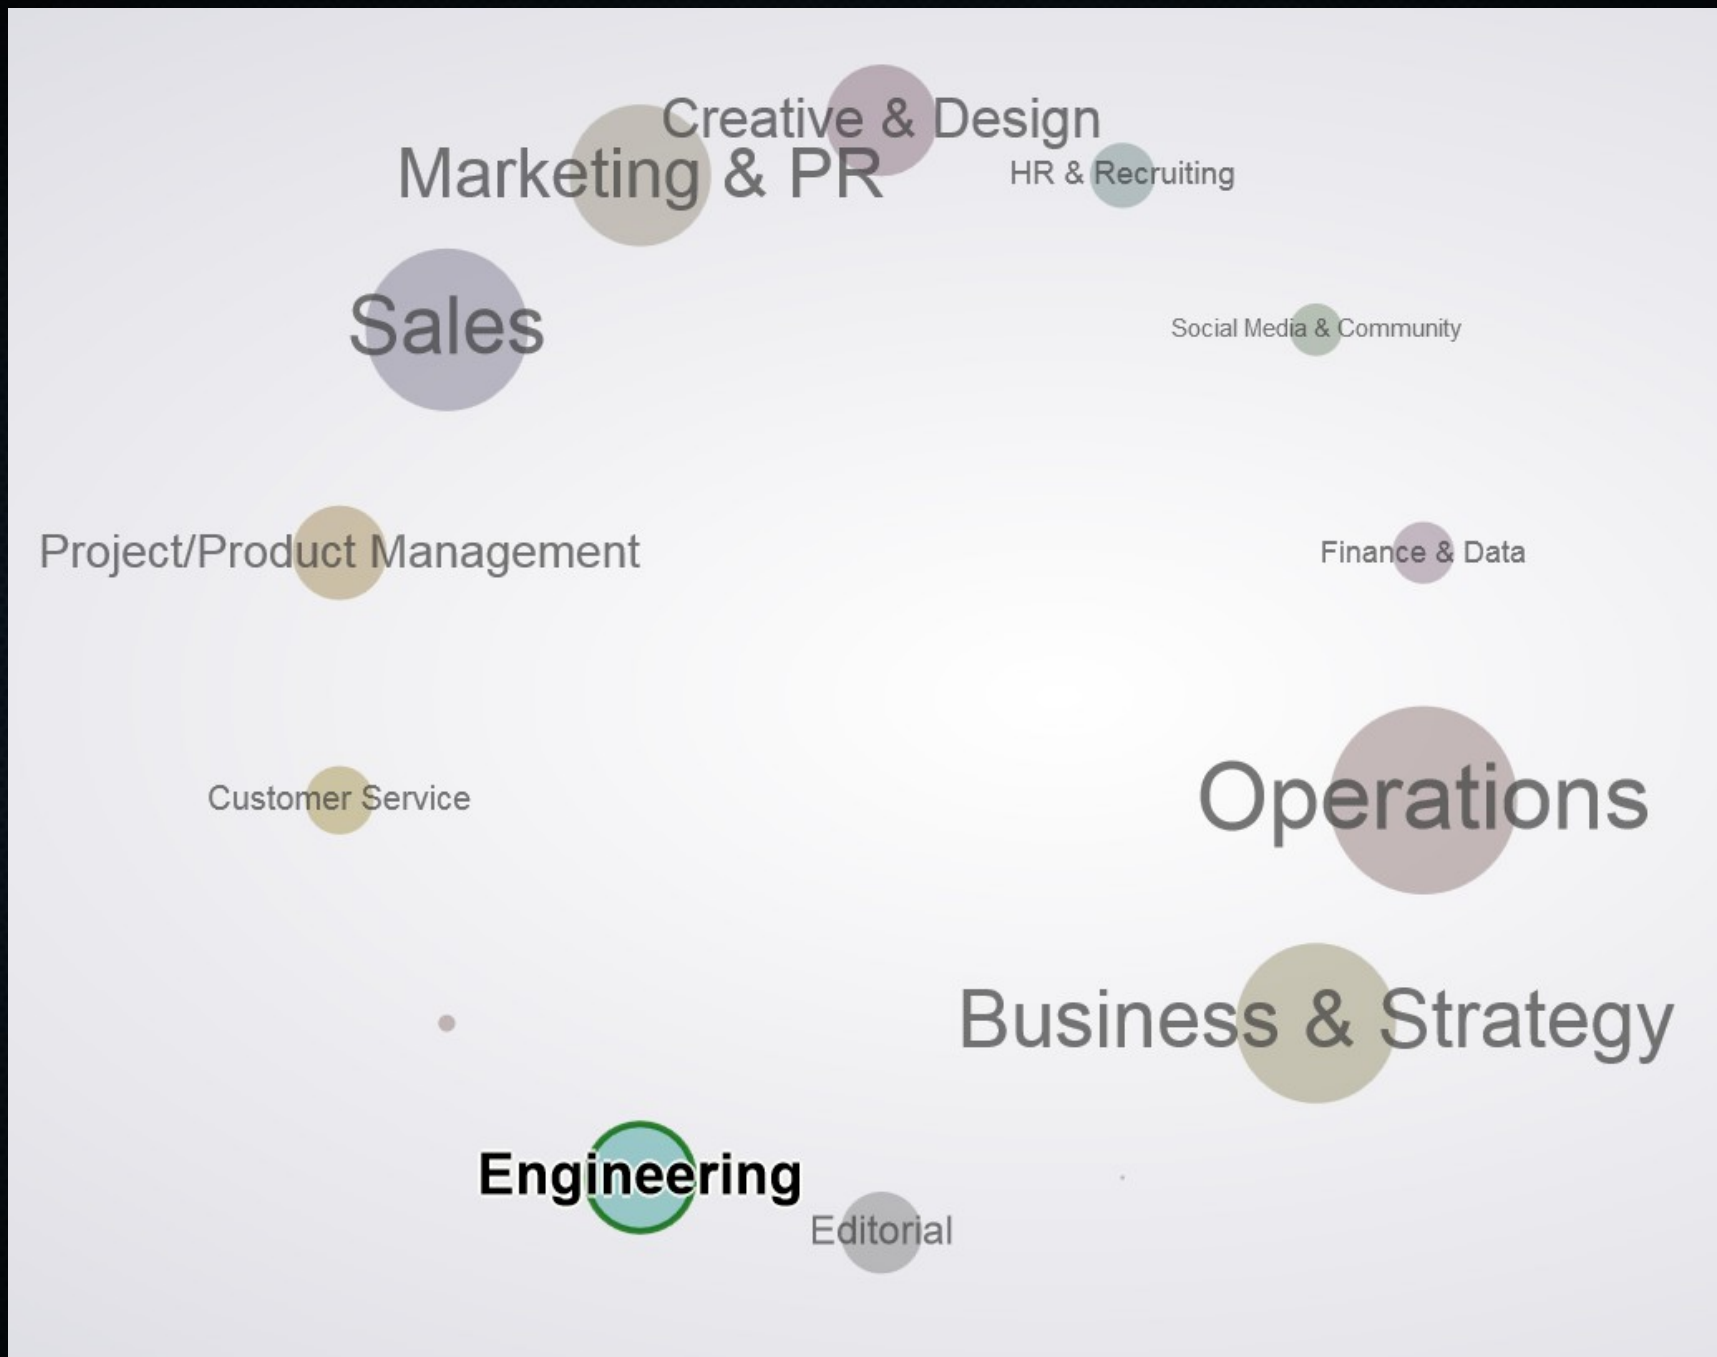 Creative & Design
Marketing & PR
HR & Recruiting
Sales
Social Media & Community
Project/Product Management
Finance & Data
Customer Service
Operations
Business & Strategy
Engineering
Editorial